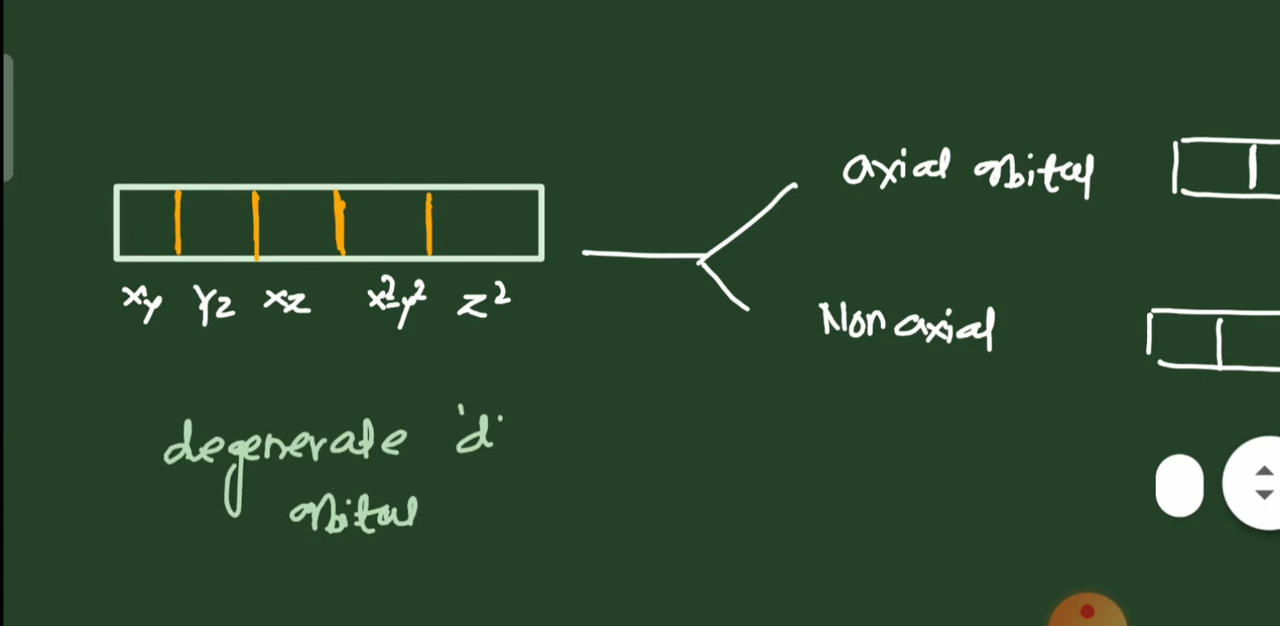 xy yz xz x²-y² z²
degenerate 'd'
orbital
axial orbital
Non axial